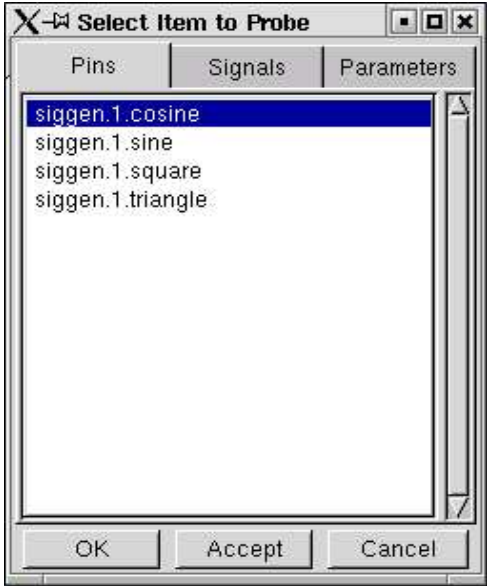 Select Item to Probe
Pins Signals Parameters
siggen.1.cosine
siggen.1.sine
siggen.1.square
siggen.1.triangle
OK Accept Cancel